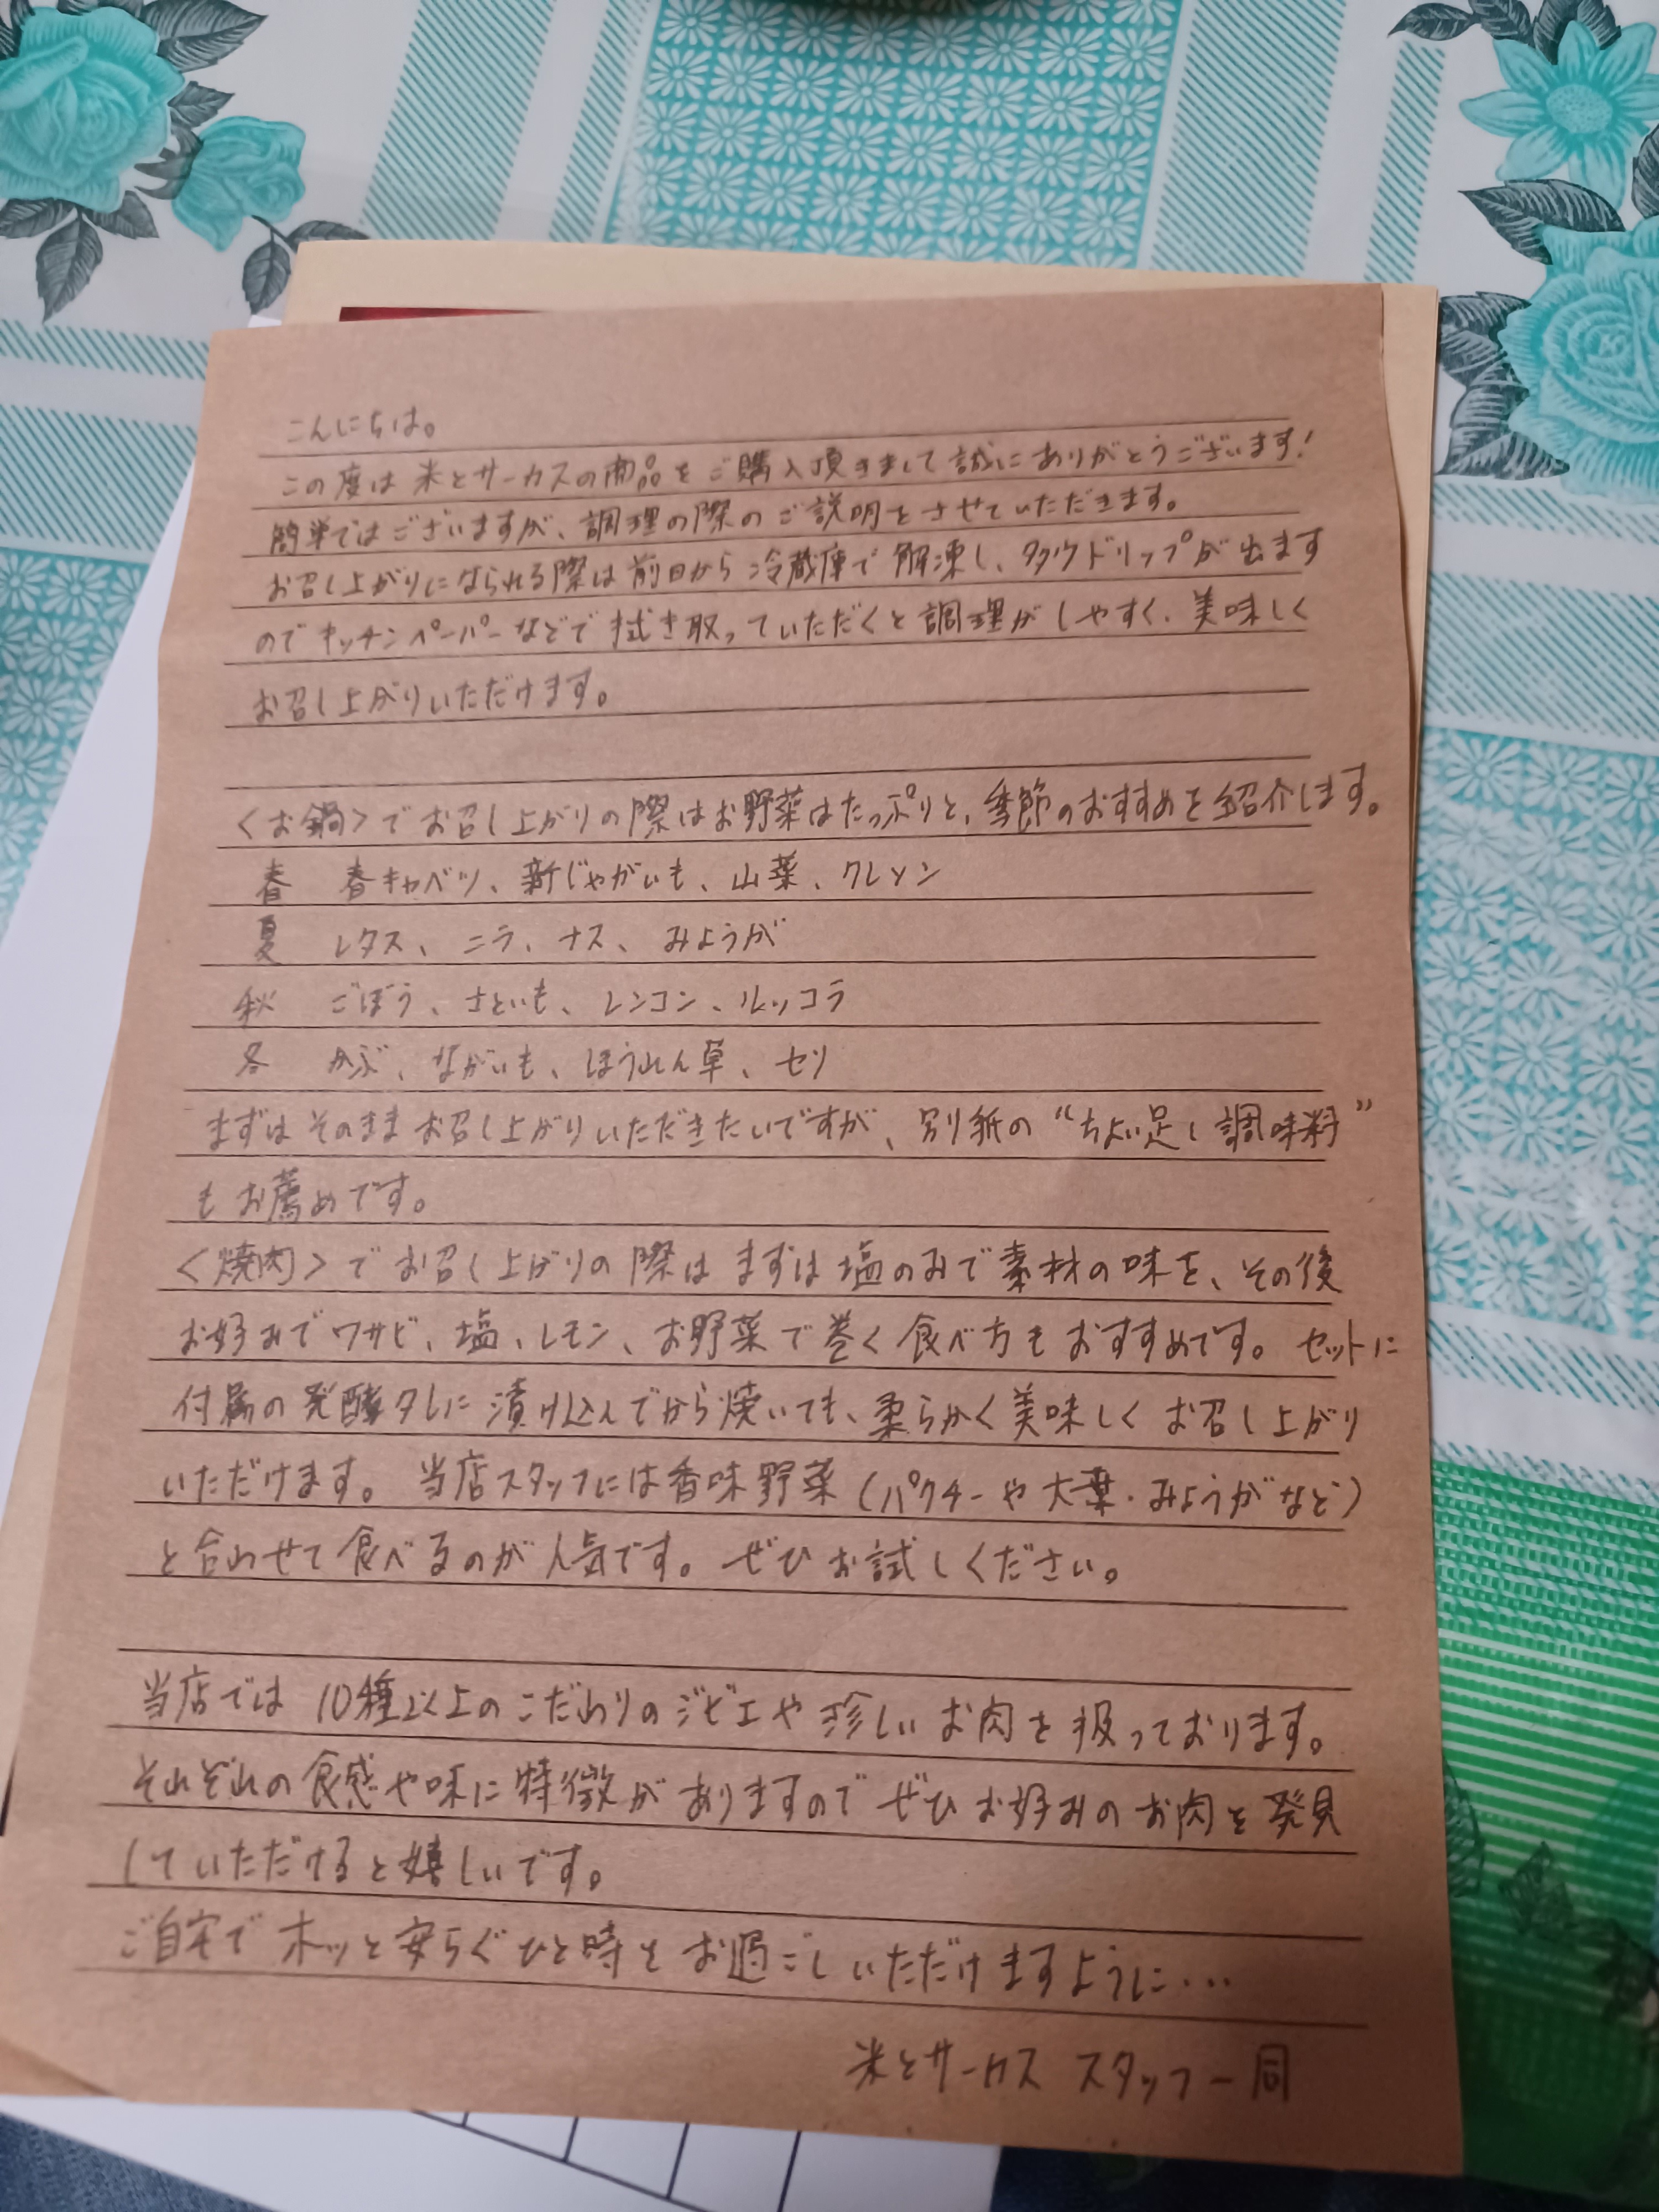 こんにちは。
この度は米とサーカスの商品をご購入頂きまして誠にありがとうございます!
簡単ではございますが、調理の際のご説明をさせていただきます。
お召し上がりになられる際は前日から冷蔵庫で解凍し、多少ドリップが出ます
のでキッチンペーパーなどで拭き取っていただくと調理がしやすく、美味しく
お召し上がりいただけます。
<お鍋>でお召し上がりの際はお野菜はたっぷりと、季節のおすすめを紹介します。
春 春キャベツ、新じゃがいも、山菜、クレソン
夏 レタス、ニラ、ナス、みょうが
秋 ごぼう、さといも、レンコン、ルッコラ
冬 かぶ、ながいも、ほうれん草、セリ
まずはそのままお召し上がりいただきたいですが、別紙の“ちょい足し調味料”
もお薦めです。
<焼肉>でお召し上がりの際はまずは塩のみで素材の味を、その後
お好みでワサビ、塩、レモン、お野菜で巻く食べ方もおすすめです。セットに
付属の発酵タレに漬け込んでから焼いても、柔らかく美味しくお召し上がり
いただけます。当店スタッフには香味野菜(パクチーや大葉・みょうがなど)
と合わせて食べるのが人気です。ぜひお試しください。
当店では10種以上のこだわりのジビエや珍しいお肉を扱っております。
それぞれの食感や味に特徴がありますのでぜひお好みのお肉を発見
していただけると嬉しいです。
ご自宅でホッと安らぐひと時をお過ごしいただけますように…
米とサーカス スタッフ一同